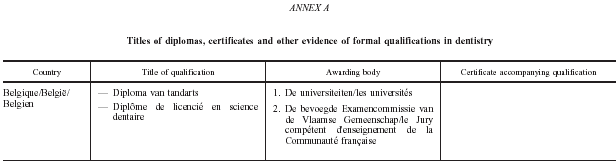 ANNEX A
Titles of diplomas, certificates and other evidence of formal qualifications in dentistry
Country Title of qualification Awarding body Certificate accompanying qualification
Belgique/België/
Belgien
— Diploma van tandarts
— Diplôme de licencié en science
dentaire
1. De universiteiten/les universités
2. De bevoegde Examencommissie van
de Vlaamse Gemeenschap/le Jury
compétent d'enseignement de la
Communauté française